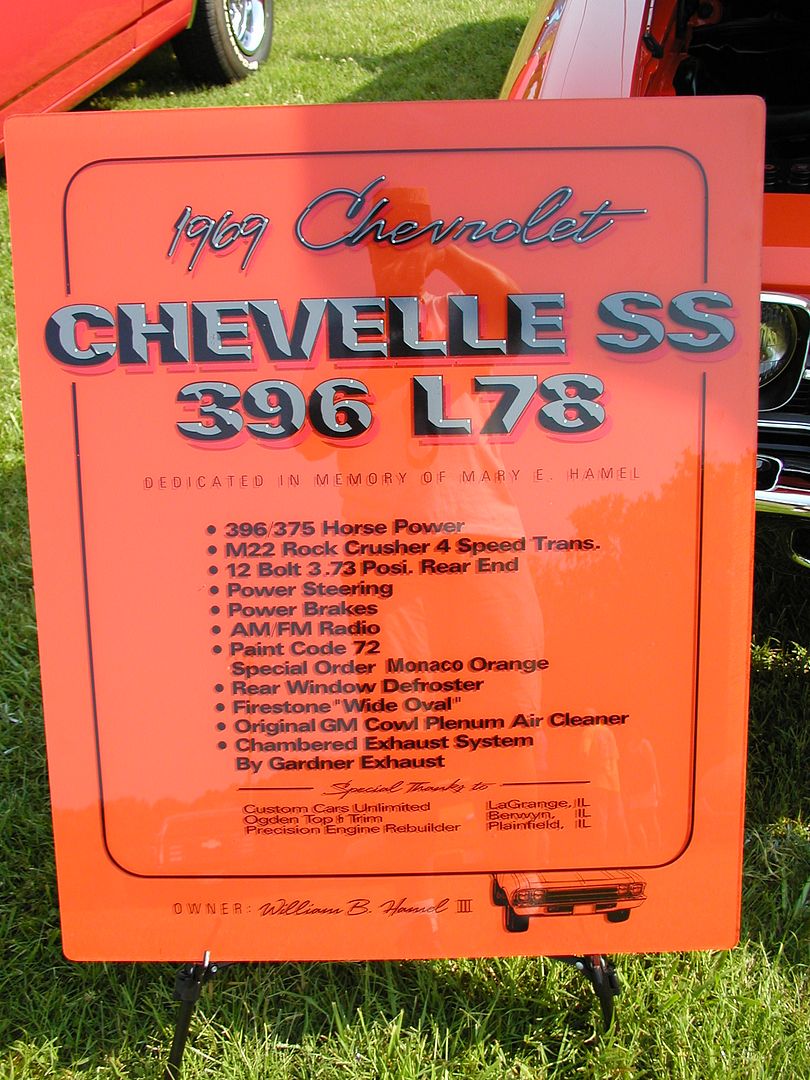 1969 Chevrolet
CHEVELLE SS
396 L78
DEDICATED IN MEMORY OF MARY E. HAMEL
• 396/375 Horse Power
• M22 Rock Crusher 4 Speed Trans.
• 12 Bolt 3.73 Posi. Rear End
• Power Steering
• Power Brakes
• AM/FM Radio
• Paint Code 72
Special Order Monaco Orange
• Rear Window Defroster
• Firestone "Wide Oval"
• Original GM Cowl Plenum Air Cleaner
• Chambered Exhaust System
By Gardner Exhaust
Special Thanks to
Custom Cars Unlimited LaGrange, IL
Ogden Top & Trim Berwyn, IL
Precision Engine Rebuilder Plainfield, IL
OWNER: William B. Hamel III